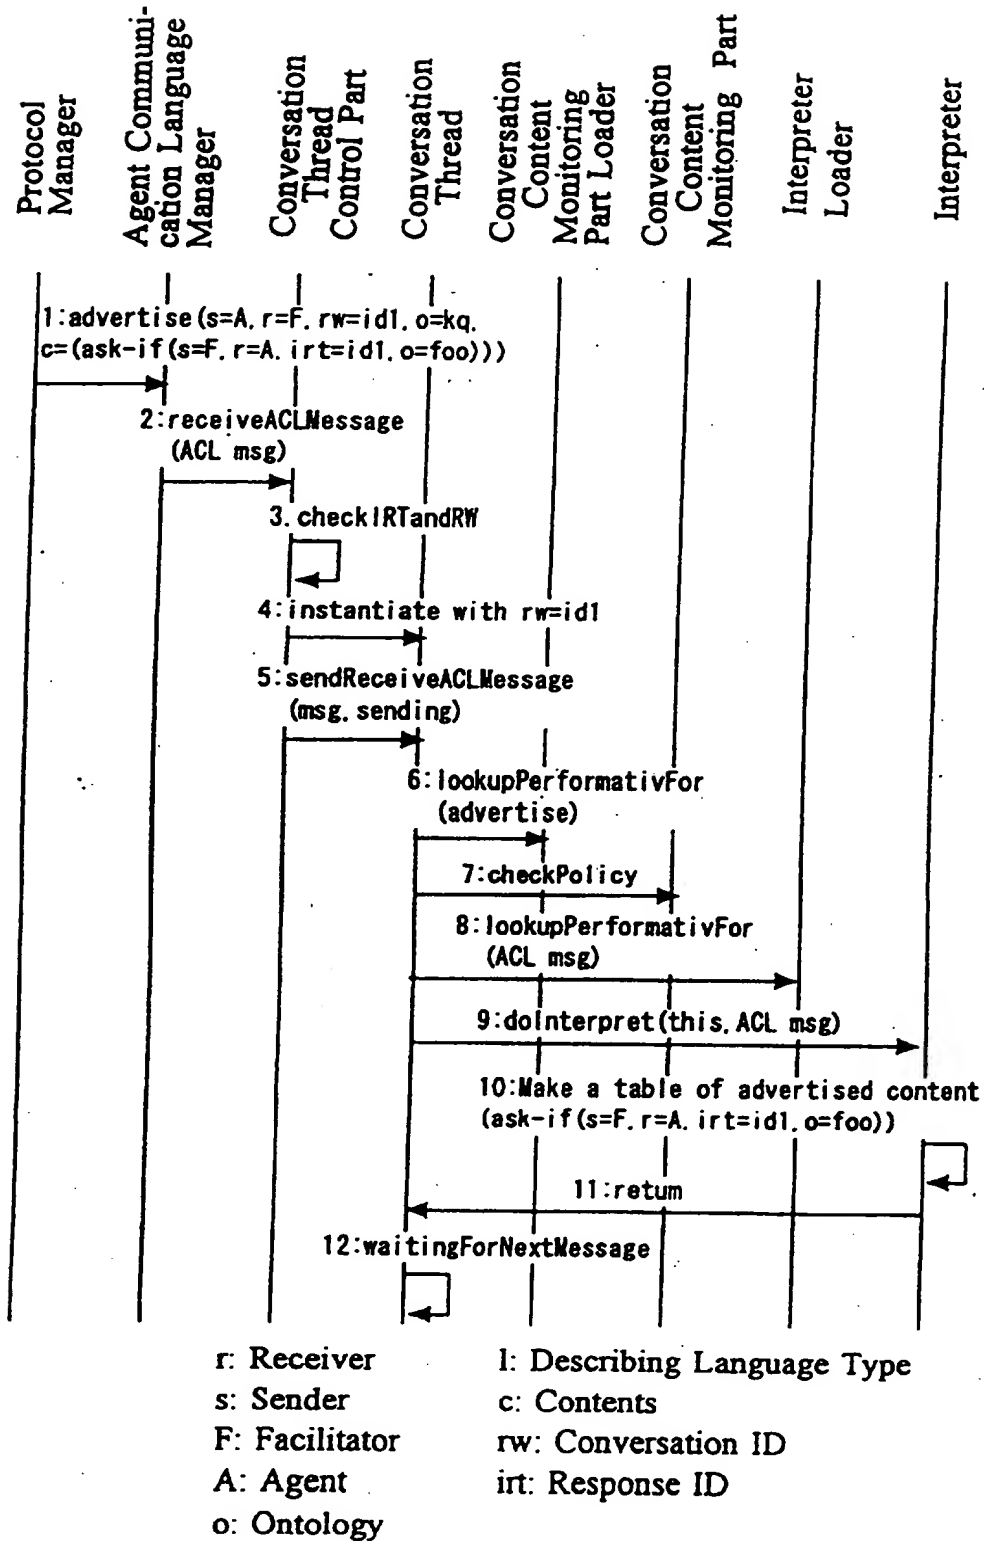 Protocol
Manager
Agent Communi-
cation Language
Manager
Conversation
Thread
Control Part
Conversation
Thread
Conversation
Content
Monitoring
Part Loader
Conversation
Content
Monitoring Part
Interpreter
Loader
Interpreter
1:advertise(s=A, r=F, rw=id1, o=kq,
c=(ask-if(s=F, r=A, irt=id1, o=foo)))
2:receiveACLMessage
(ACL msg)
3.checkIRTandRW
4:instantiate with rw=id1
5:sendReceiveACLMessage
(msg, sending)
6:lookupPerformativFor
(advertise)
7:checkPolicy
8:lookupPerformativFor
(ACL msg)
9:doInterpret(this, ACL msg)
10:Make a table of advertised content
(ask-if(s=F, r=A, irt=id1, o=foo))
11:return
12:waitingForNextMessage
r: Receiver
s: Sender
F: Facilitator
A: Agent
o: Ontology
l: Describing Language Type
c: Contents
rw: Conversation ID
irt: Response ID